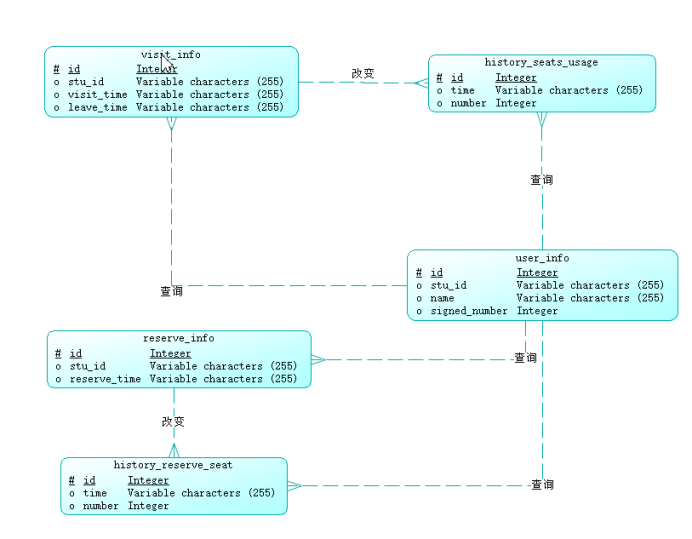 visit_info
# id Integer
o stu_id Variable characters (255)
o visit_time Variable characters (255)
o leave_time Variable characters (255)
改变
history_seats_usage
# id Integer
o time Variable characters (255)
o number Integer
查询
user_info
# id Integer
o stu_id Variable characters (255)
o name Variable characters (255)
o signed_number Integer
查询
reserve_info
# id Integer
o stu_id Variable characters (255)
o reserve_time Variable characters (255)
查询
改变
history_reserve_seat
# id Integer
o time Variable characters (255)
o number Integer
查询